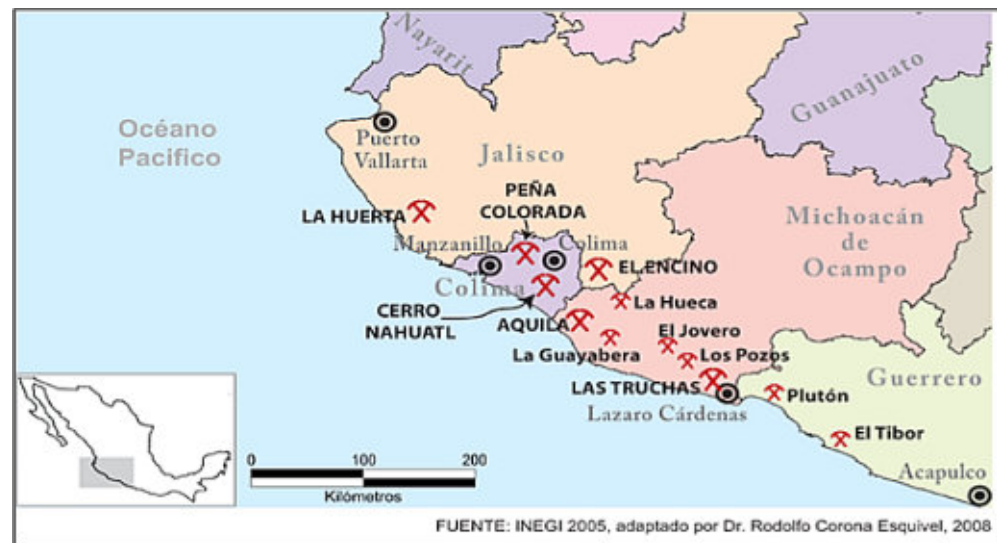 Nayarit
Guanajuato
Océano
Pacifico
Puerto
Vallarta
Jalisco
PEÑA
COLORADA
LA HUERTA
Michoacán
de
Ocampo
Manzanillo
Colima
EL ENCINO
Colima
La Hueca
CERRO
NAHUATL
AQUILA
El Jovero
La Guayabera
Los Pozos
LAS TRUCHAS
Guerrero
Lazaro Cárdenas
Plutón
El Tibor
Acapulco
0 100 200
Kilómetros
FUENTE: INEGI 2005, adaptado por Dr. Rodolfo Corona Esquivel, 2008